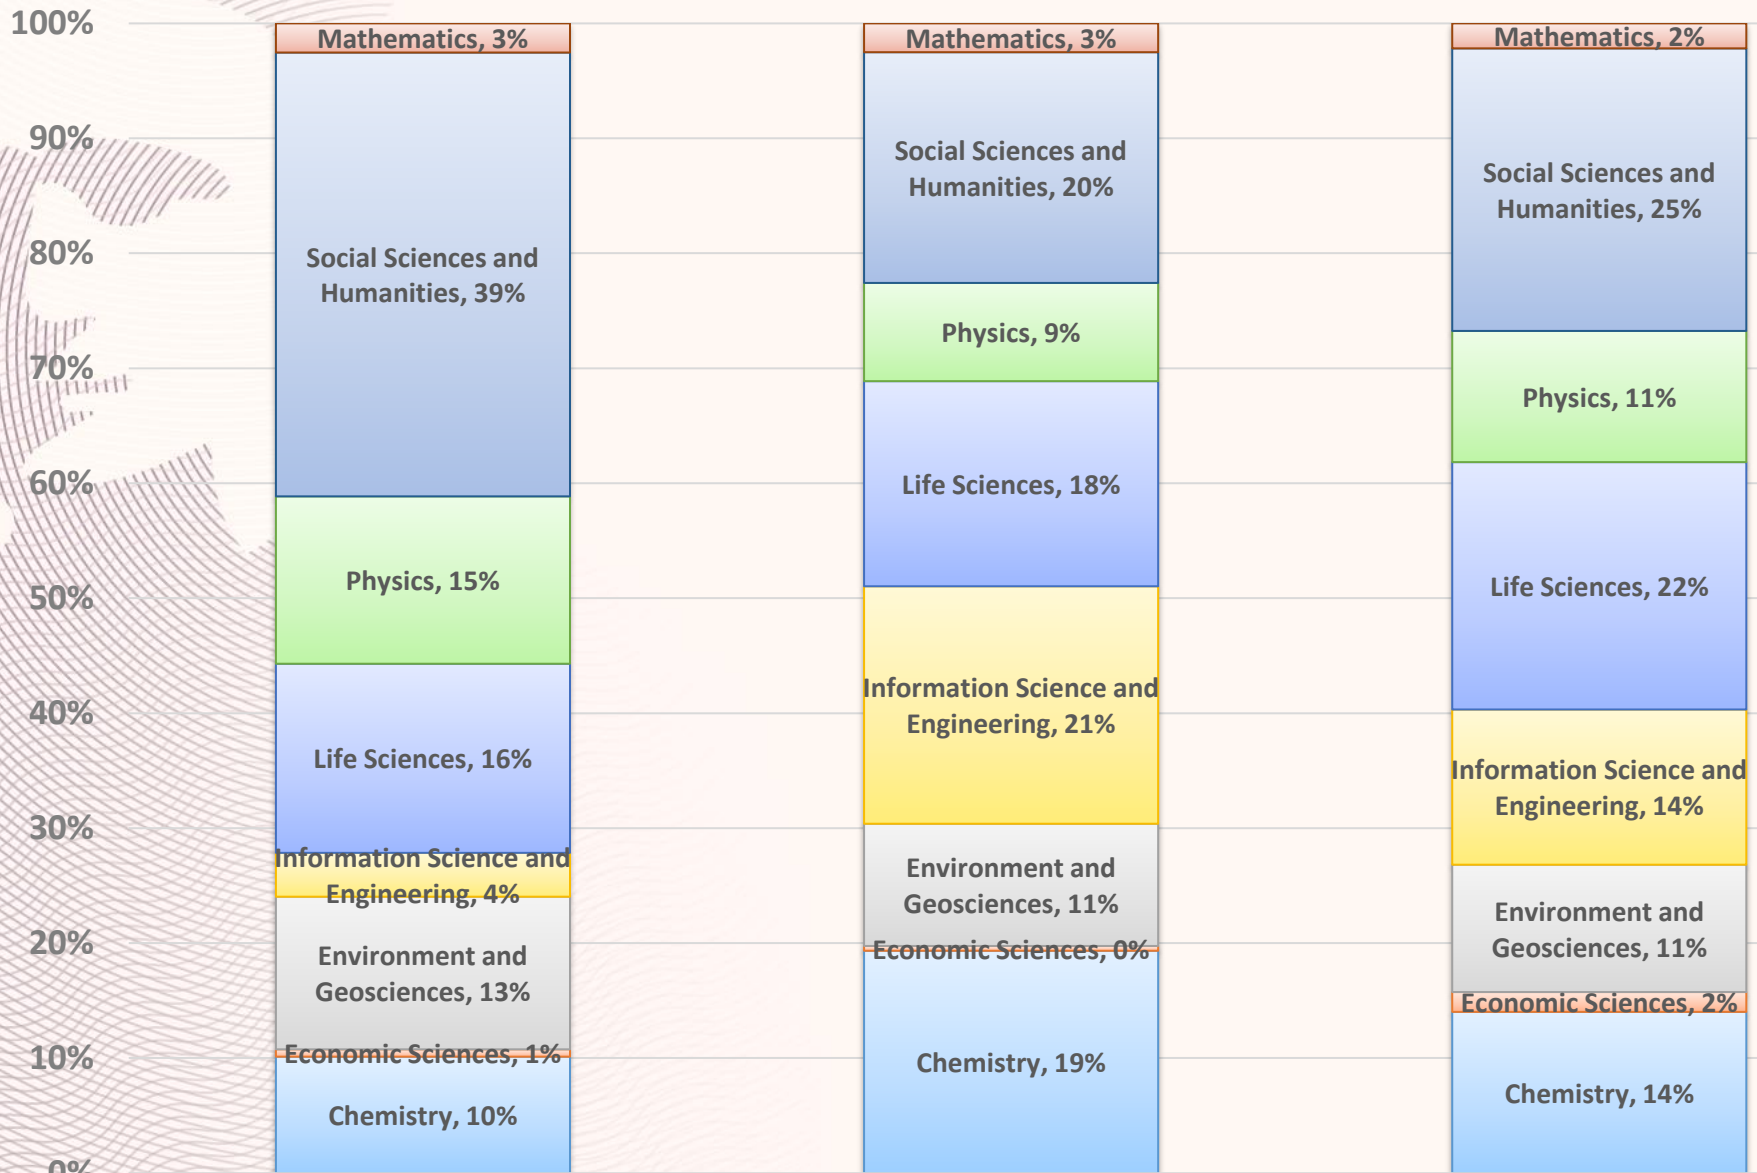 100%
90%
80%
70%
60%
50%
40%
30%
20%
10%
0%
Mathematics, 3%
Social Sciences and
Humanities, 39%
Physics, 15%
Life Sciences, 16%
Information Science and
Engineering, 4%
Environment and
Geosciences, 13%
Economic Sciences, 1%
Chemistry, 10%
Mathematics, 3%
Social Sciences and
Humanities, 20%
Physics, 9%
Life Sciences, 18%
Information Science and
Engineering, 21%
Environment and
Geosciences, 11%
Economic Sciences, 0%
Chemistry, 19%
Mathematics, 2%
Social Sciences and
Humanities, 25%
Physics, 11%
Life Sciences, 22%
Information Science and
Engineering, 14%
Environment and
Geosciences, 11%
Economic Sciences, 2%
Chemistry, 14%